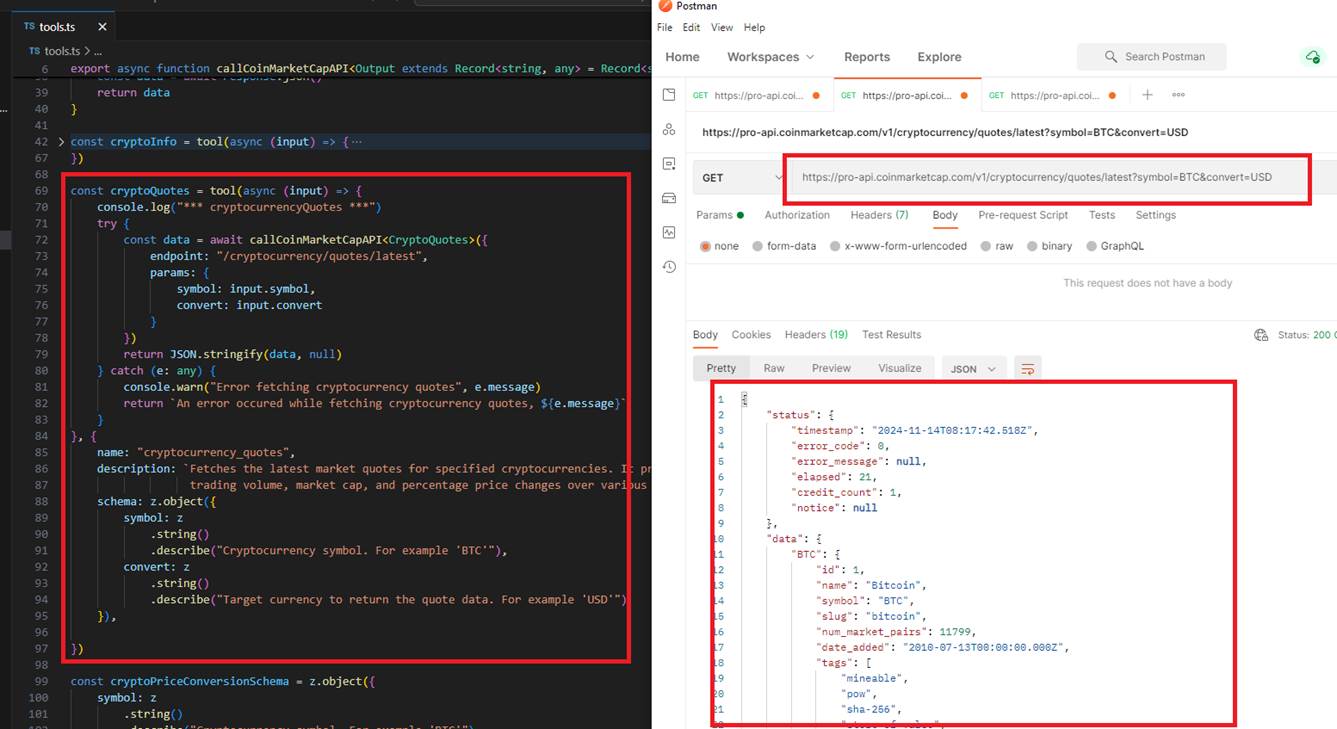 TS tools.ts ×
TS tools.ts > ...
6 export async function callCoinMarketCapAPI<Output extends Record<string, any> = Record<s
39 return data
40 }
41
42 > const cryptoInfo = tool(async (input) => { ...
67 })
68
69 const cryptoQuotes = tool(async (input) => {
70 console.log("*** cryptocurrencyQuotes ***")
71 try {
72 const data = await callCoinMarketCapAPI<CryptoQuotes>({
73 endpoint: "/cryptocurrency/quotes/latest",
74 params: {
75 symbol: input.symbol,
76 convert: input.convert
77 }
78 })
79 return JSON.stringify(data, null)
80 } catch (e: any) {
81 console.warn("Error fetching cryptocurrency quotes", e.message)
82 return `An error occured while fetching cryptocurrency quotes, ${e.message}`
83 }
84 }, {
85 name: "cryptocurrency_quotes",
86 description: `Fetches the latest market quotes for specified cryptocurrencies. It pr
87 trading volume, market cap, and percentage price changes over various
88 schema: z.object({
89 symbol: z
90 .string()
91 .describe("Cryptocurrency symbol. For example 'BTC'"),
92 convert: z
93 .string()
94 .describe("Target currency to return the quote data. For example 'USD'")
95 }),
96
97 })
98
99 const cryptoPriceConversionSchema = z.object({
100 symbol: z
101 .string()
Postman
File Edit View Help
Home Workspaces Reports Explore Search Postman
GET https://pro-api.coi... GET https://pro-api.coi... GET https://pro-api.coi... + ...
https://pro-api.coinmarketcap.com/v1/cryptocurrency/quotes/latest?symbol=BTC&convert=USD
GET https://pro-api.coinmarketcap.com/v1/cryptocurrency/quotes/latest?symbol=BTC&convert=USD
Params Authorization Headers (7) Body Pre-request Script Tests Settings
none form-data x-www-form-urlencoded raw binary GraphQL
This request does not have a body
Body Cookies Headers (19) Test Results Status: 200
Pretty Raw Preview Visualize JSON
1 {
2 "status": {
3 "timestamp": "2024-11-14T08:17:42.518Z",
4 "error_code": 0,
5 "error_message": null,
6 "elapsed": 21,
7 "credit_count": 1,
8 "notice": null
9 },
10 "data": {
11 "BTC": {
12 "id": 1,
13 "name": "Bitcoin",
14 "symbol": "BTC",
15 "slug": "bitcoin",
16 "num_market_pairs": 11799,
17 "date_added": "2010-07-13T00:00:00.000Z",
18 "tags": [
19 "mineable",
20 "pow",
21 "sha-256",